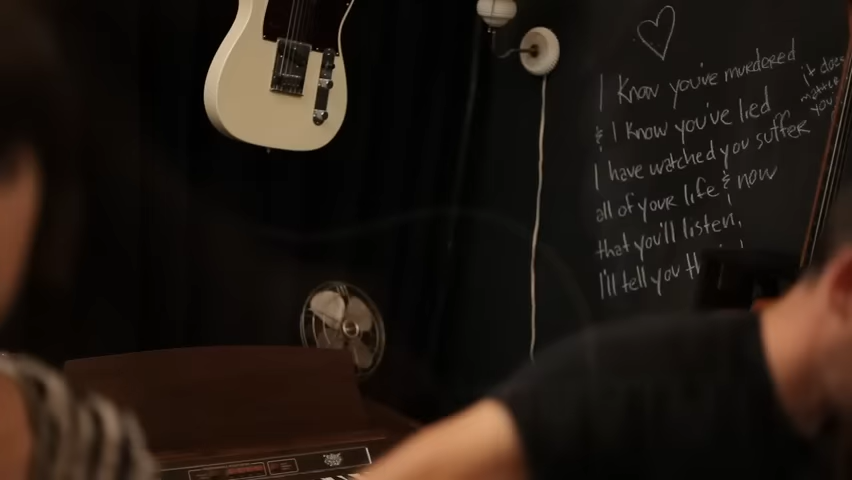 I Know you've murdered
& I Know you've lied
I have watched you suffer
all of your life & now
that you'll listen,
I'll tell you
it does
matter
you